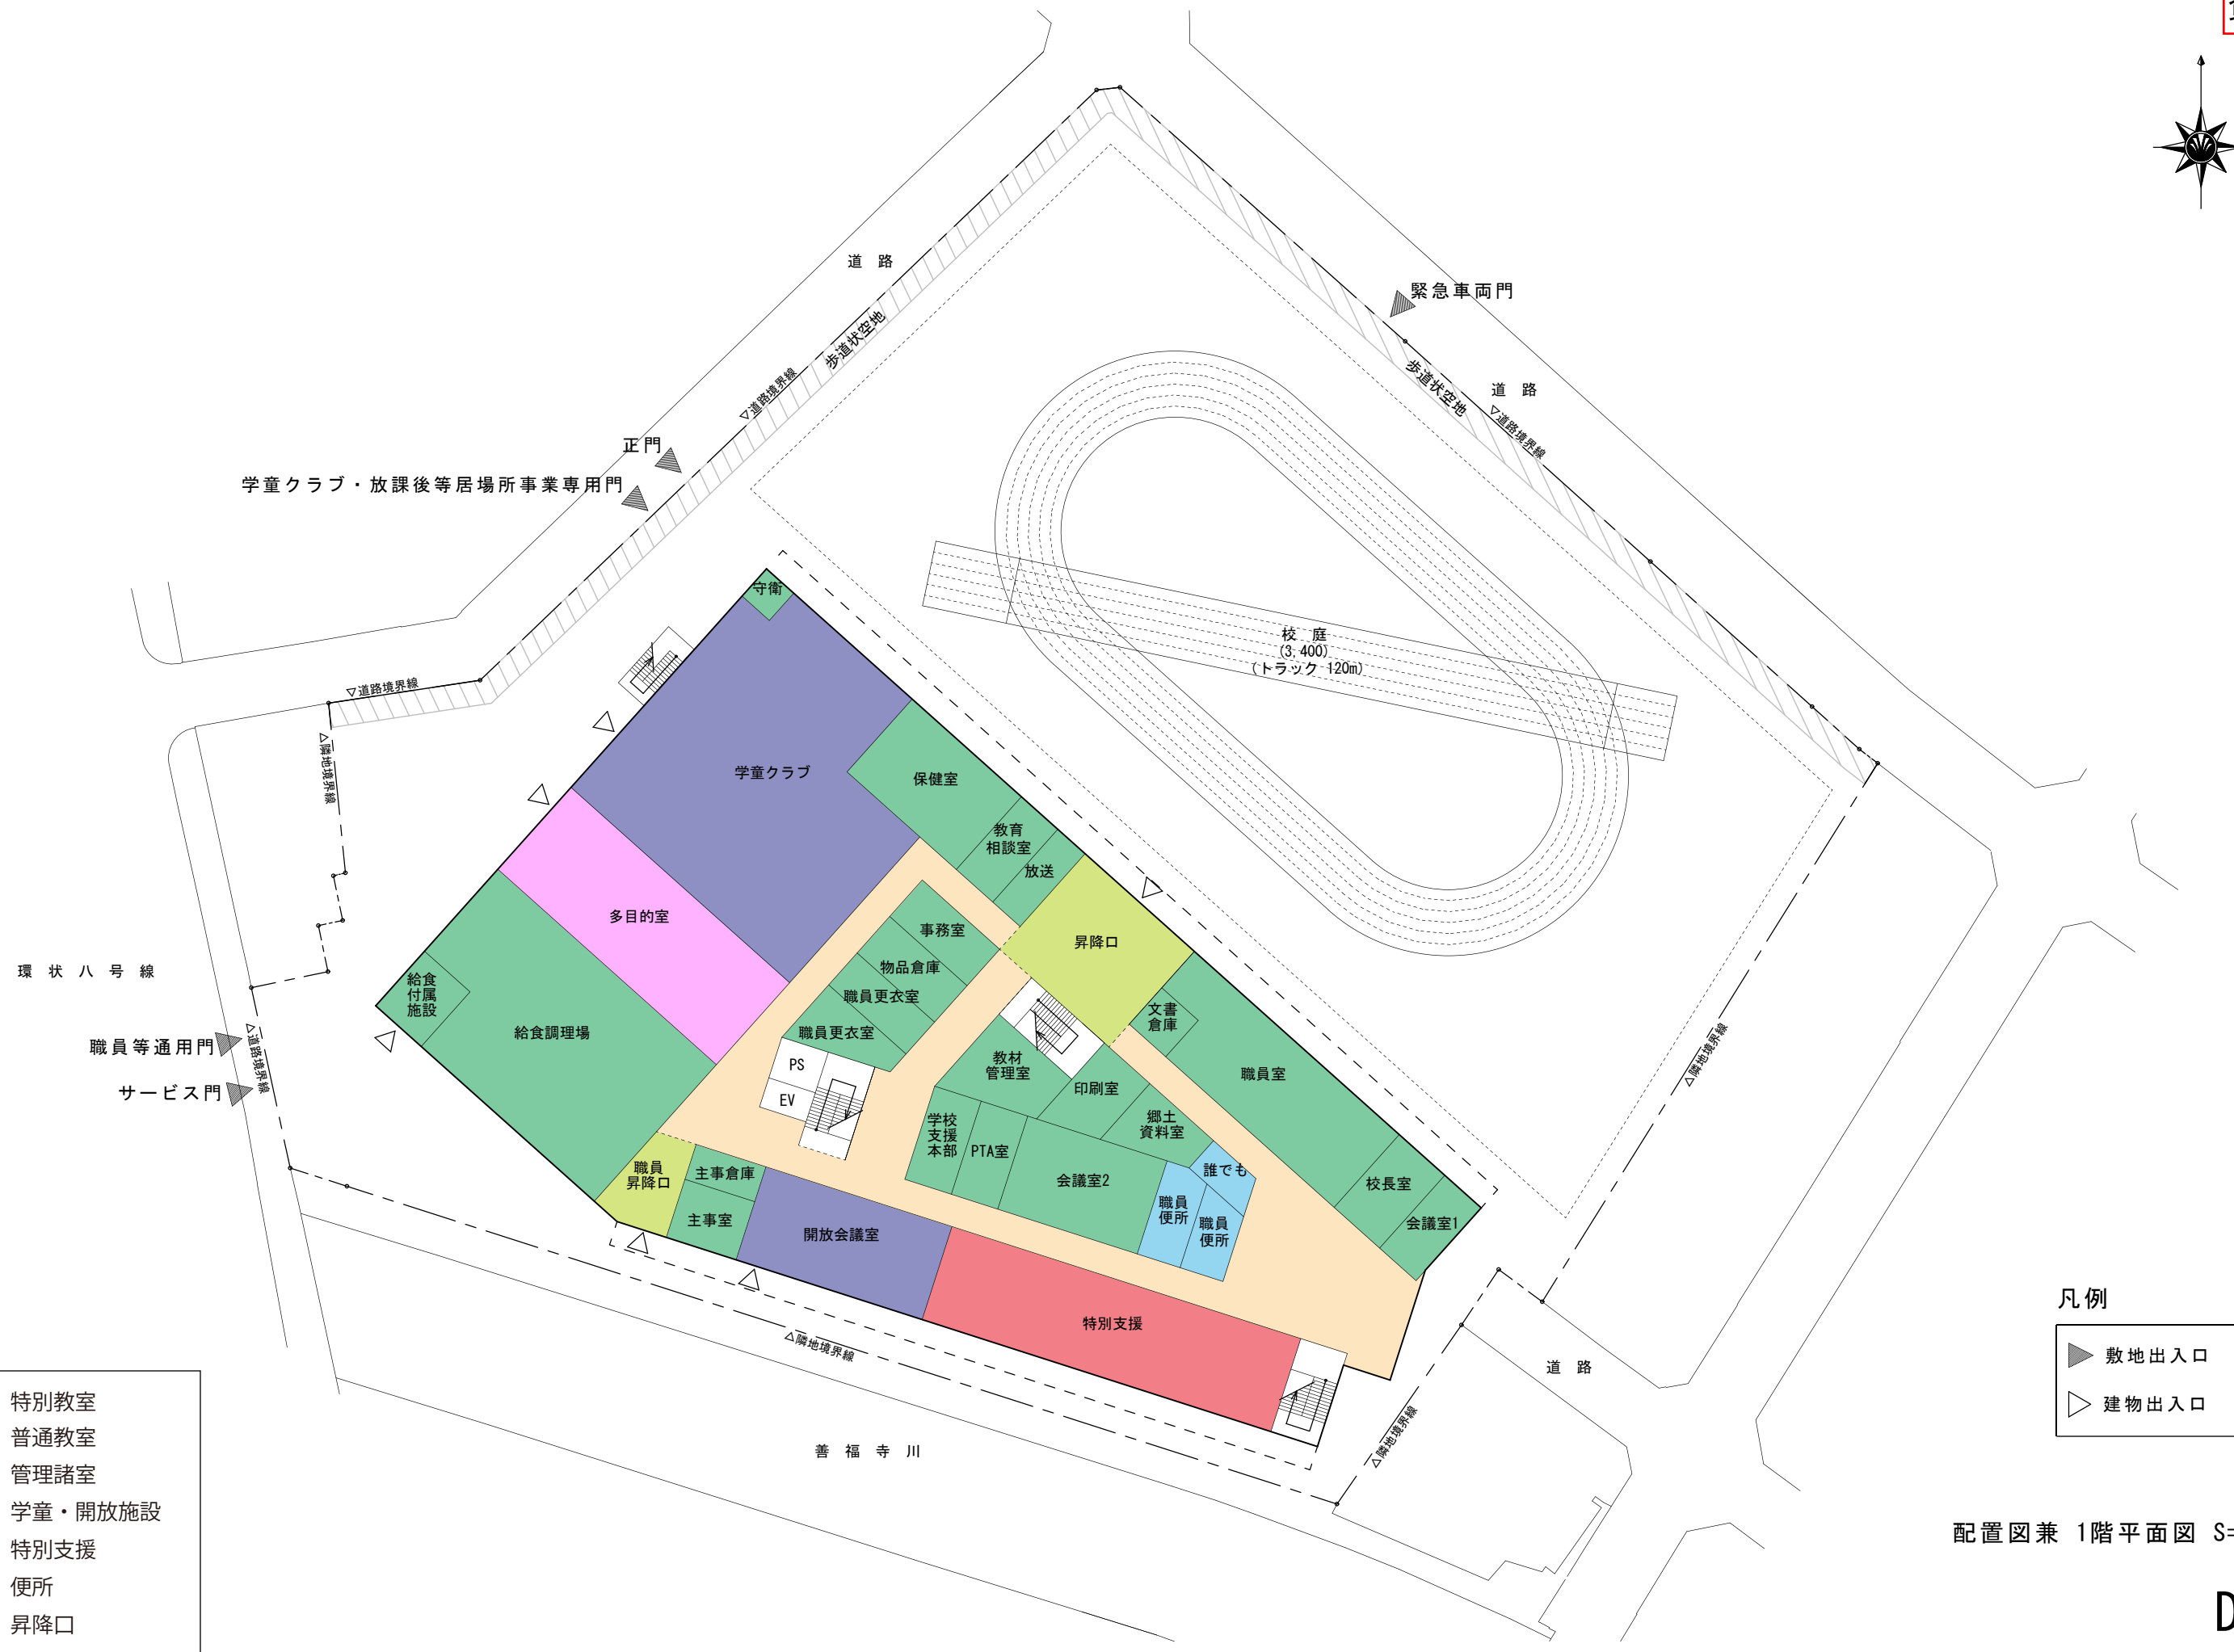 道 路
緊急車両門
歩道状空地
▽道路境界線
歩道状空地
道 路
▽道路境界線
正門
学童クラブ・放課後等居場所事業専用門
守衛
校 庭
(3,400)
(トラック 120m)
▽道路境界線
△隣地境界線
学童クラブ
保健室
教育
相談室
放送
多目的室
事務室
昇降口
物品倉庫
職員更衣室
職員更衣室
環 状 八 号 線
給食
付属
施設
給食調理場
文書
倉庫
職員室
職員等通用門
サービス門
△道路境界線
PS
EV
教材
管理室
印刷室
郷土
資料室
△隣地境界線
学校
支援
本部
PTA室
会議室2
誰でも
職員
便所
職員
便所
校長室
会議室1
職員
昇降口
主事倉庫
主事室
開放会議室
特別支援
△隣地境界線
△隣地境界線
道 路
善 福 寺 川
凡例
敷地出入口
建物出入口
特別教室
普通教室
管理諸室
学童・開放施設
特別支援
便所
昇降口
配置図兼 1階平面図 S=
D